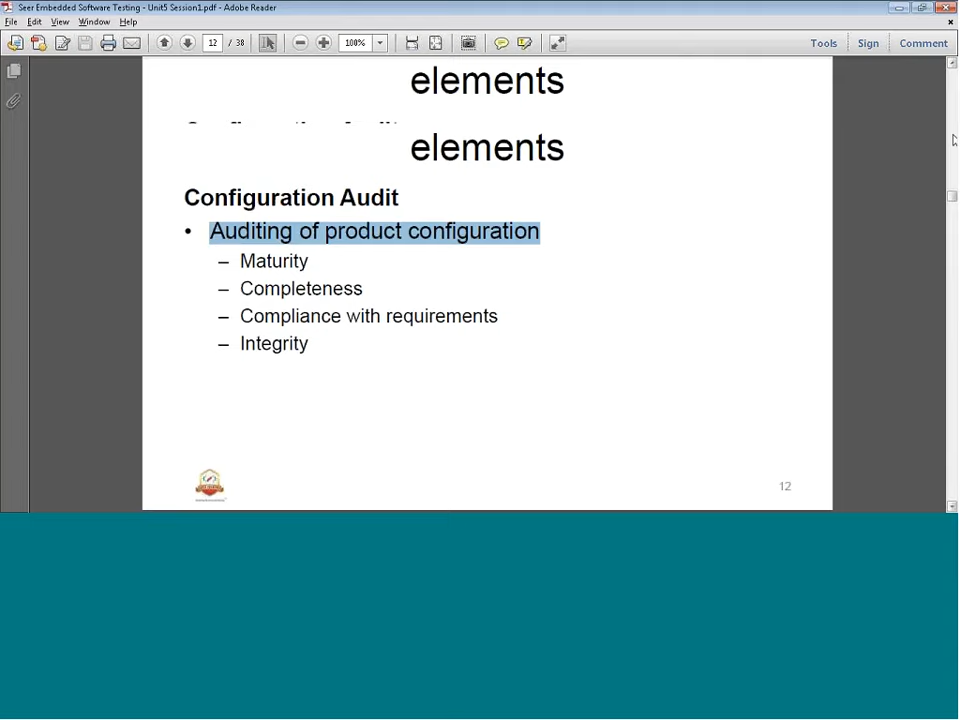 Seer Embedded Software Testing - Unit5 Session1.pdf - Adobe Reader
File Edit View Window Help
12 / 38 100% Tools Sign Comment
elements
elements
Configuration Audit
• Auditing of product configuration
– Maturity
– Completeness
– Compliance with requirements
– Integrity
12